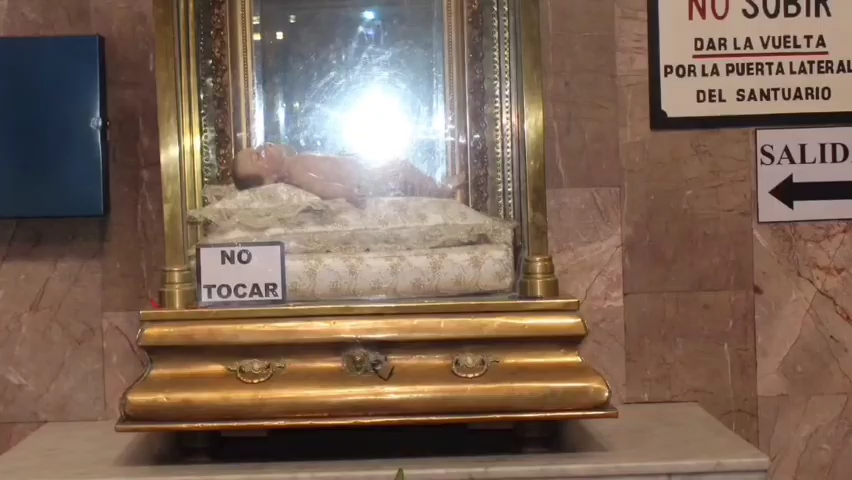 NO SUBIR
DAR LA VUELTA
POR LA PUERTA LATERAL
DEL SANTUARIO
SALID
NO
TOCAR